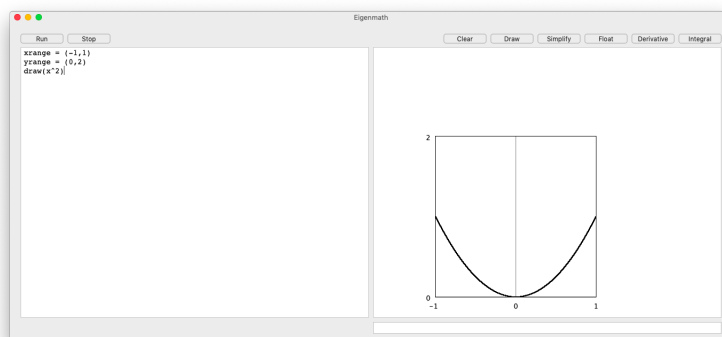 Eigenmath
Run Stop Clear Draw Simplify Float Derivative Integral
xrange = (-1,1)
yrange = (0,2)
draw(x^2)
2
0
-1 0 1